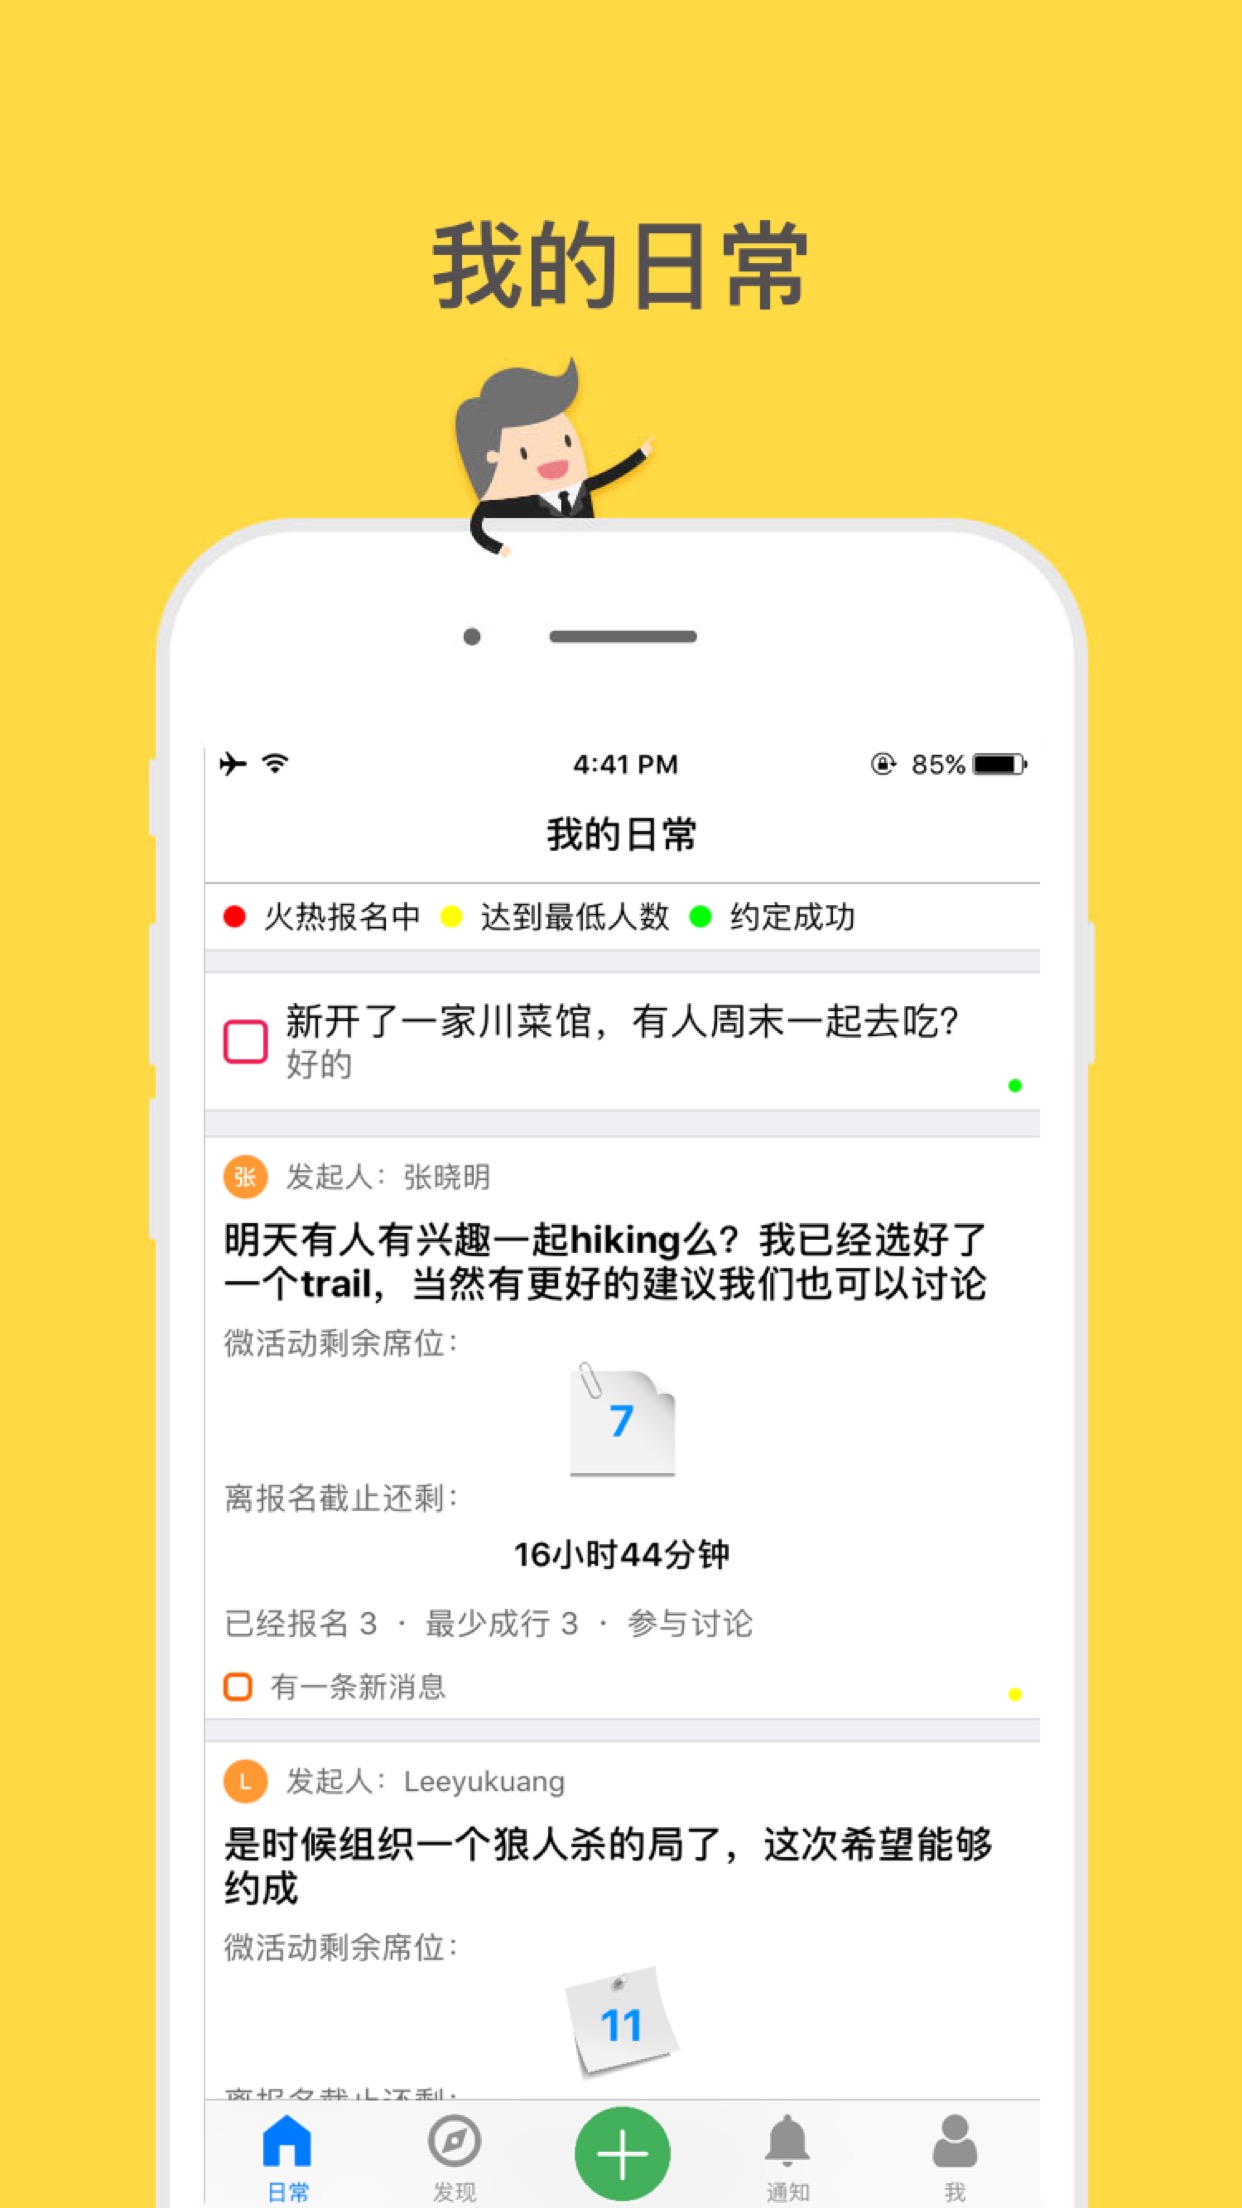 我的日常
4:41 PM
85%
我的日常
火热报名中 达到最低人数 约定成功
新开了一家川菜馆，有人周末一起去吃？
好的
张 发起人：张晓明
明天有人有兴趣一起hiking么？我已经选好了
一个trail，当然有更好的建议我们也可以讨论
微活动剩余席位：
7
离报名截止还剩：
16小时44分钟
已经报名 3 · 最少成行 3 · 参与讨论
有一条新消息
L 发起人：Leeyukuang
是时候组织一个狼人杀的局了，这次希望能够
约成
微活动剩余席位：
11
离报名截止还剩：
日常 发现 通知 我